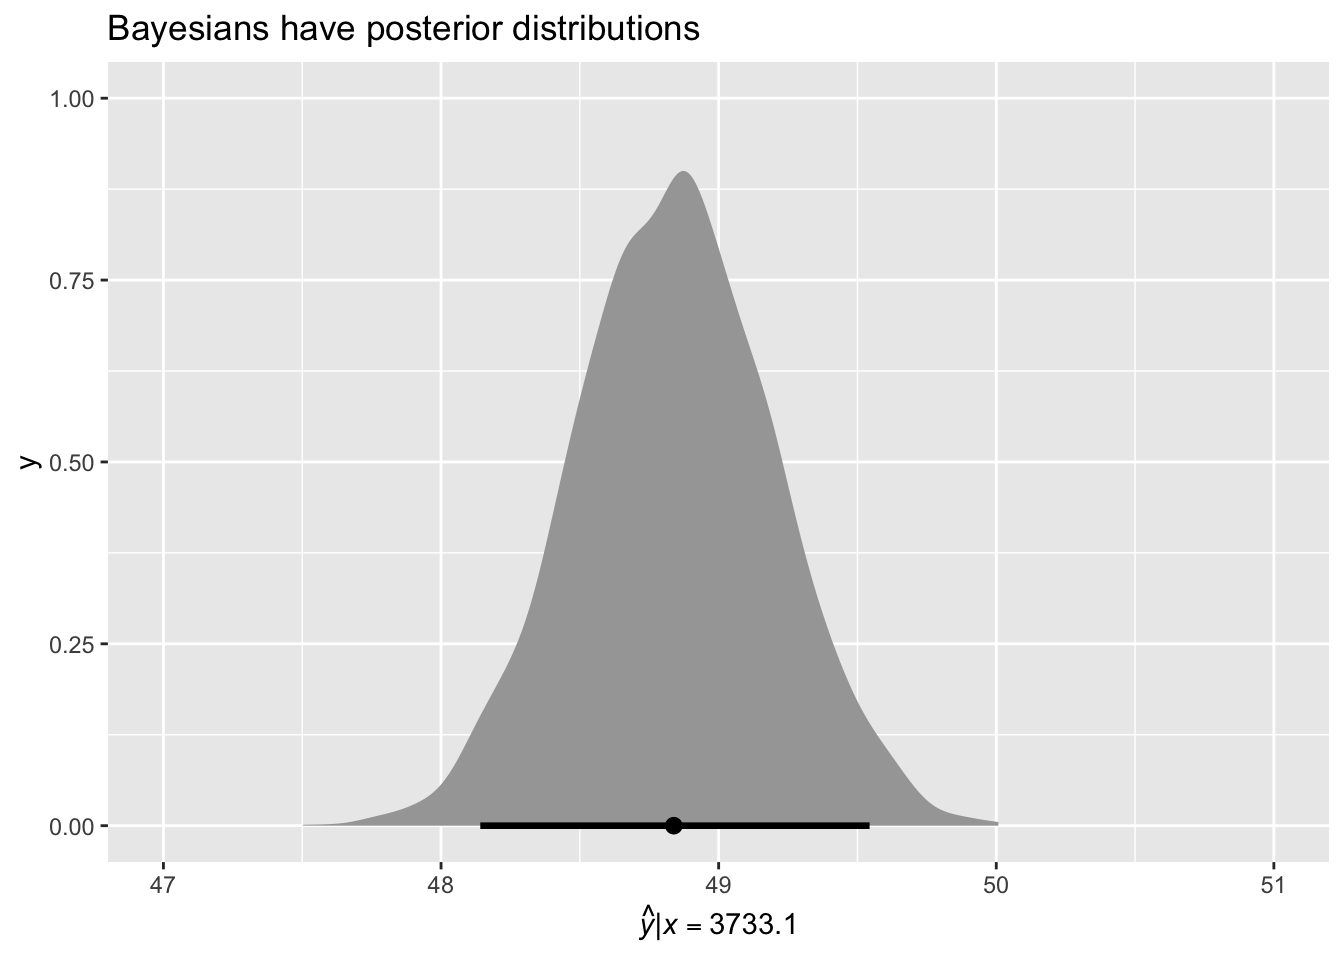 Bayesians have posterior distributions
1.00
0.75
0.50
0.25
0.00
y
47 48 49 50 51
ŷ|x = 3733.1